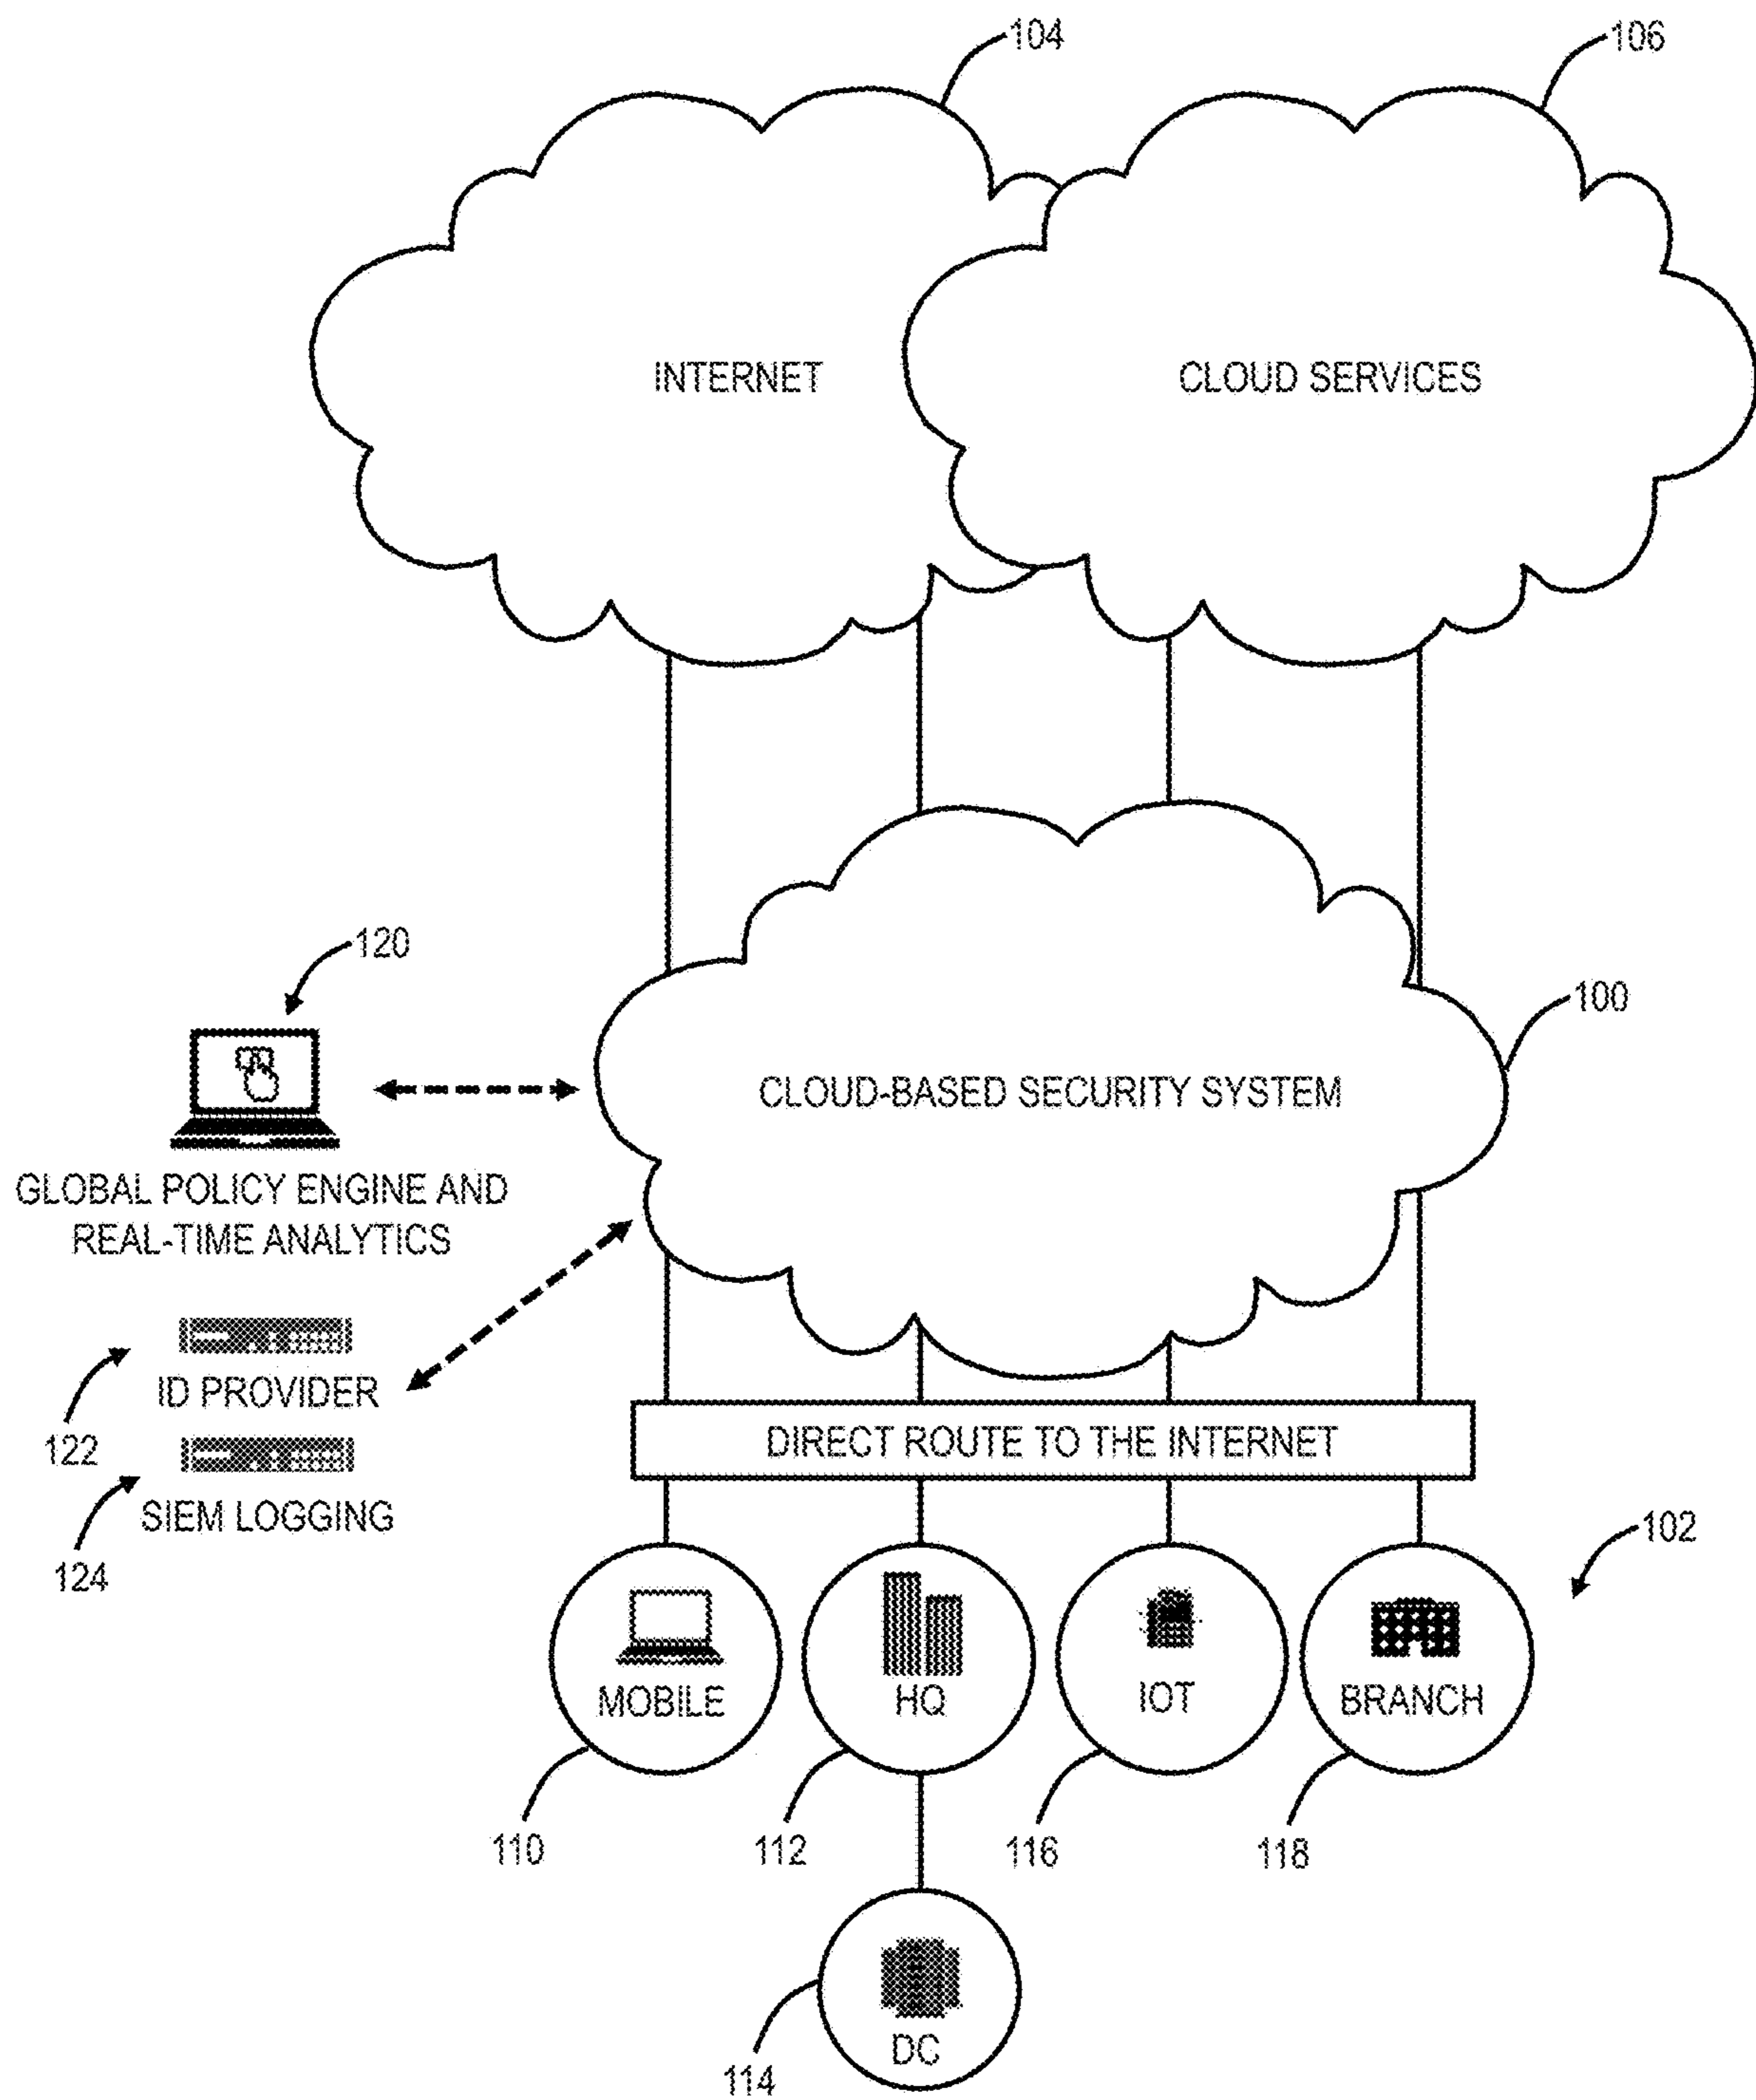 104
106
INTERNET
CLOUD SERVICES
120
100
CLOUD-BASED SECURITY SYSTEM
GLOBAL POLICY ENGINE AND
REAL-TIME ANALYTICS
ID PROVIDER
122
DIRECT ROUTE TO THE INTERNET
SIEM LOGGING
124
102
MOBILE
HQ
IOT
BRANCH
110
112
116
118
DC
114